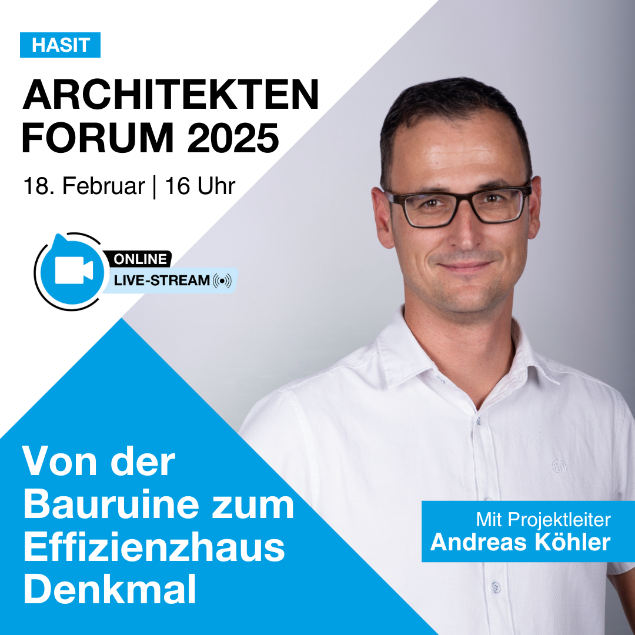 HASIT
ARCHITEKTEN
FORUM 2025
18. Februar | 16 Uhr
ONLINE
LIVE-STREAM
Von der
Bauruine zum
Effizienzhaus
Denkmal
Mit Projektleiter
Andreas Köhler